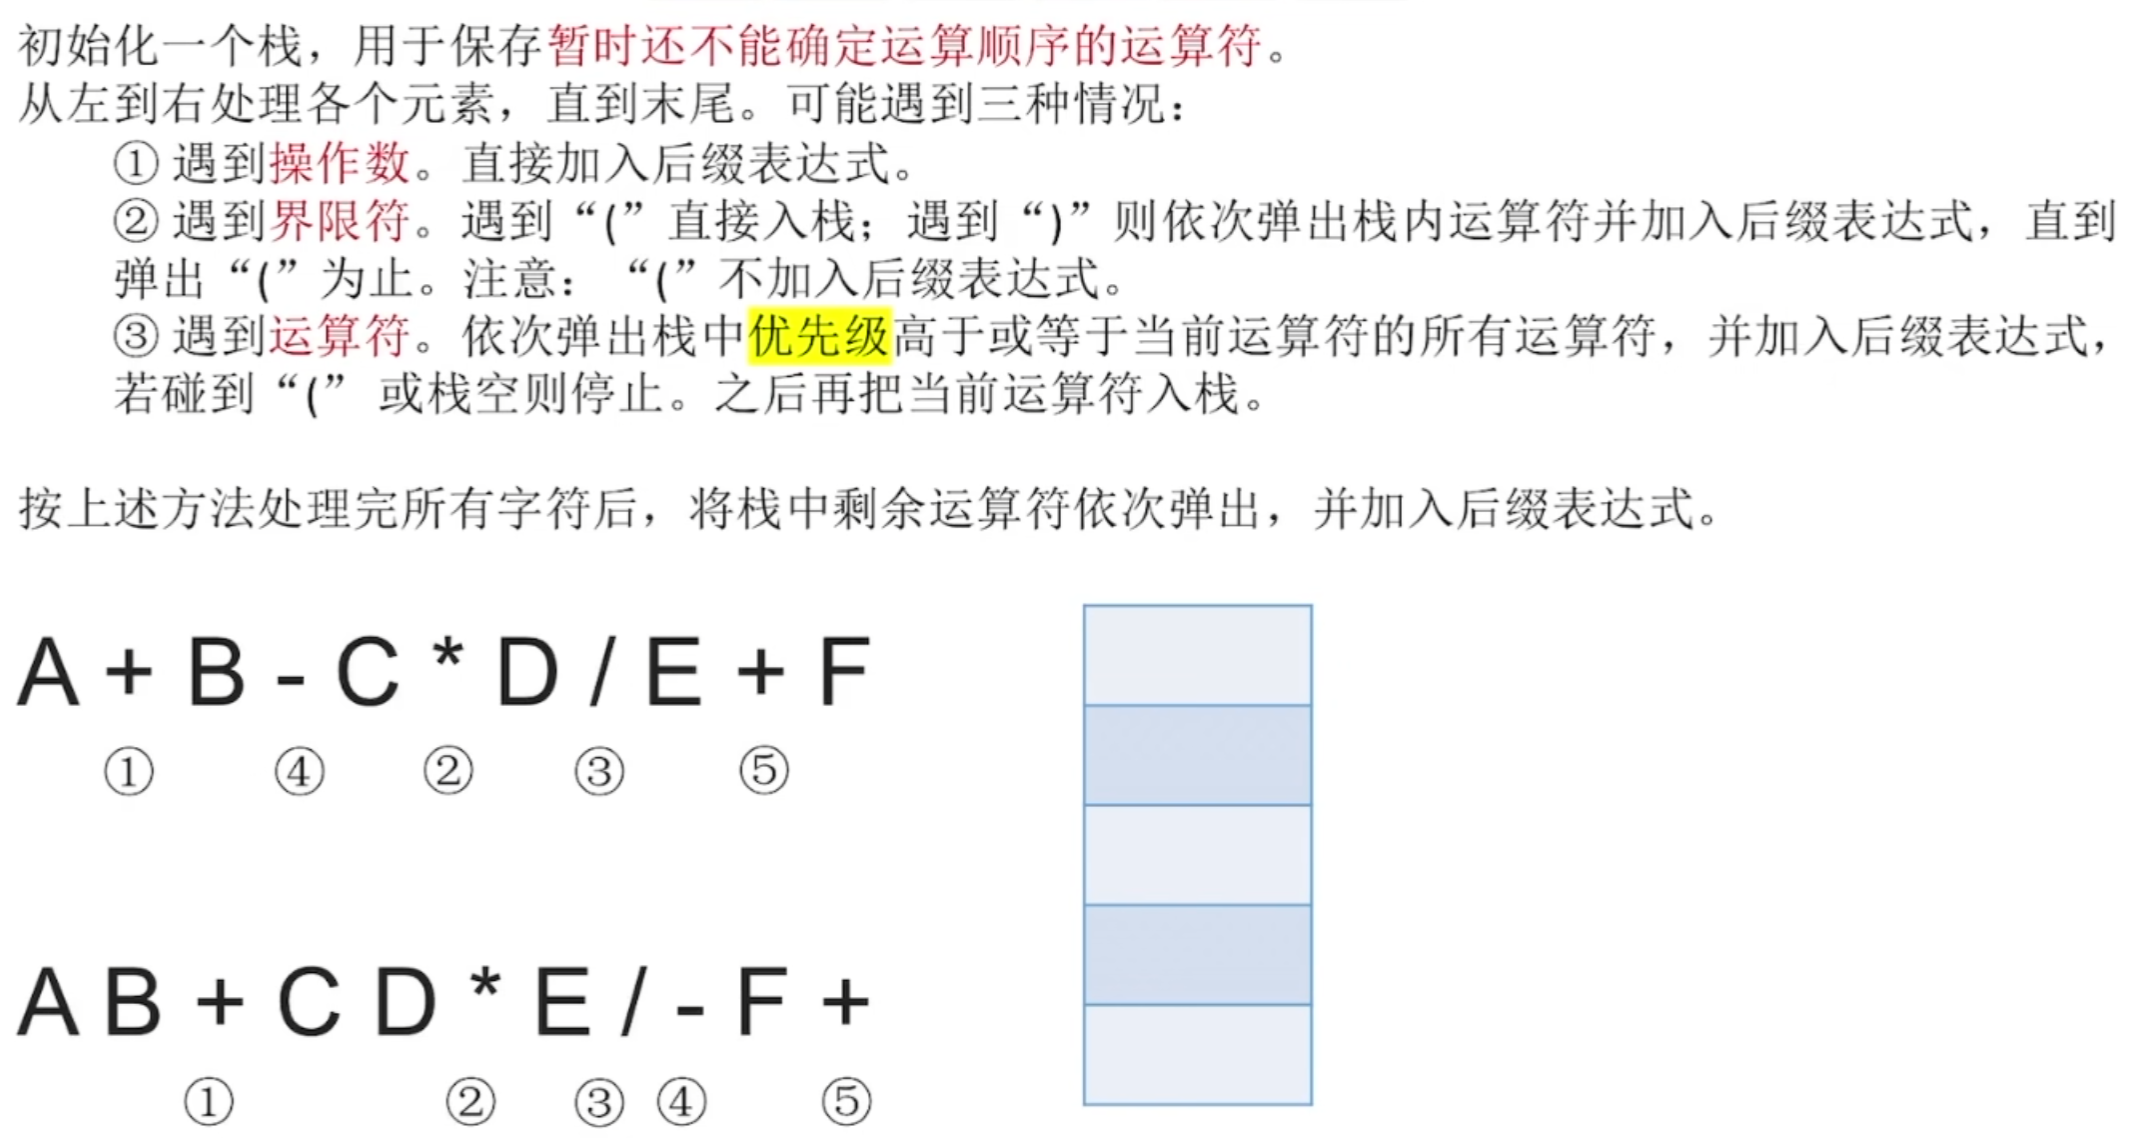 初始化一个栈，用于保存暂时还不能确定运算顺序的运算符。
从左到右处理各个元素，直到末尾。可能遇到三种情况：
① 遇到操作数。直接加入后缀表达式。
② 遇到界限符。遇到“(”直接入栈；遇到“)”则依次弹出栈内运算符并加入后缀表达式，直到
弹出“(”为止。注意：“(”不加入后缀表达式。
③ 遇到运算符。依次弹出栈中优先级高于或等于当前运算符的所有运算符，并加入后缀表达式，
若碰到“(” 或栈空则停止。之后再把当前运算符入栈。
按上述方法处理完所有字符后，将栈中剩余运算符依次弹出，并加入后缀表达式。
A + B - C * D / E + F
① ④ ② ③ ⑤
A B + C D * E / - F +
① ② ③ ④ ⑤